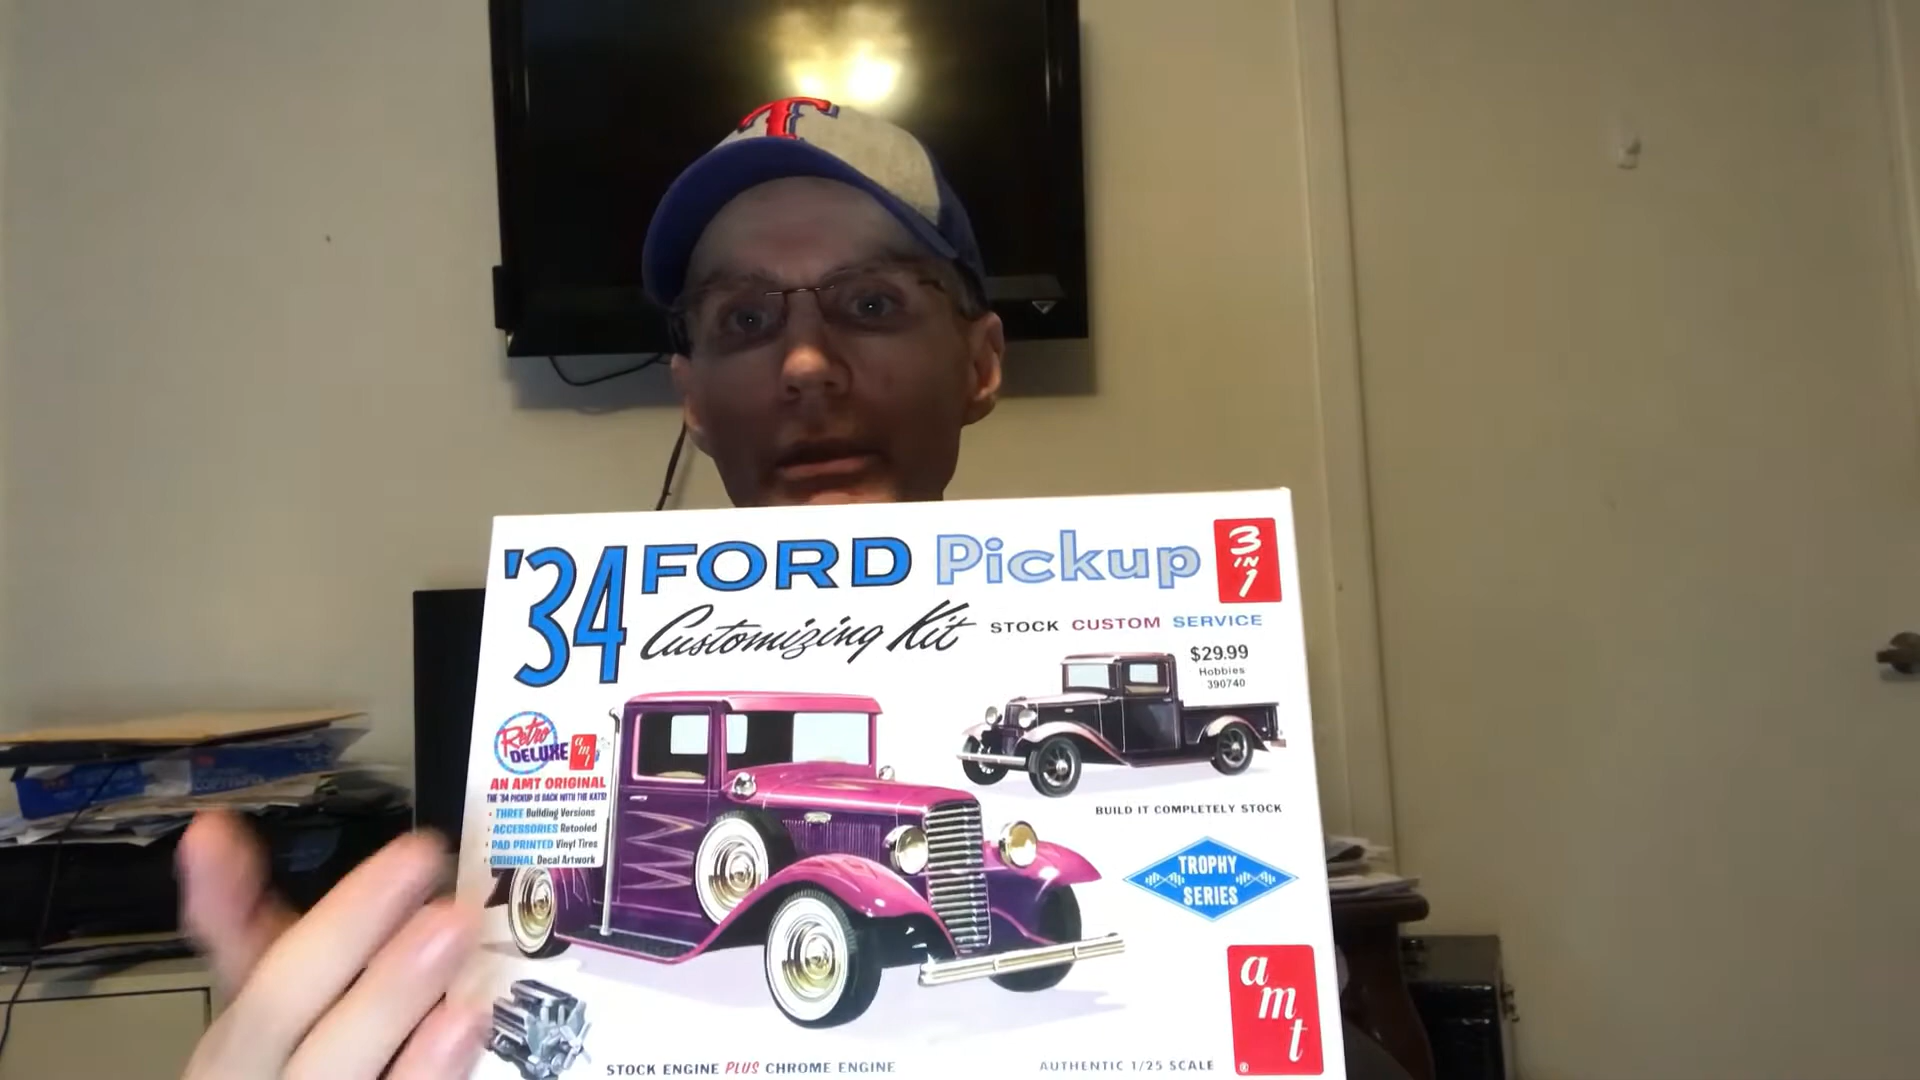 T
'34 FORD Pickup
3 IN 1
Customizing Kit
STOCK CUSTOM SERVICE
$29.99
Hobbies
390740
Retro
DELUXE
amt
AN AMT ORIGINAL
THE '34 PICKUP IS BACK WITH THE KATS!
• THREE Building Versions
• ACCESSORIES Retooled
• PAD PRINTED Vinyl Tires
• ORIGINAL Decal Artwork
BUILD IT COMPLETELY STOCK
TROPHY
SERIES
amt
®
STOCK ENGINE PLUS CHROME ENGINE
AUTHENTIC 1/25 SCALE